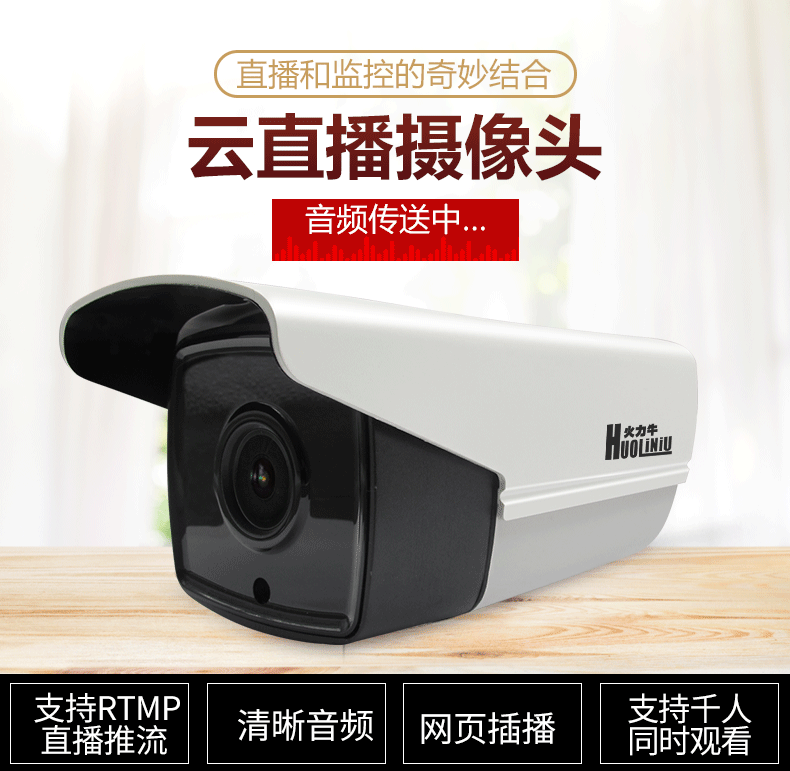 直播和监控的奇妙结合
云直播摄像头
音频传送中...
火力牛
HUOLiNiU
支持RTMP
直播推流
清晰音频
网页插播
支持千人
同时观看